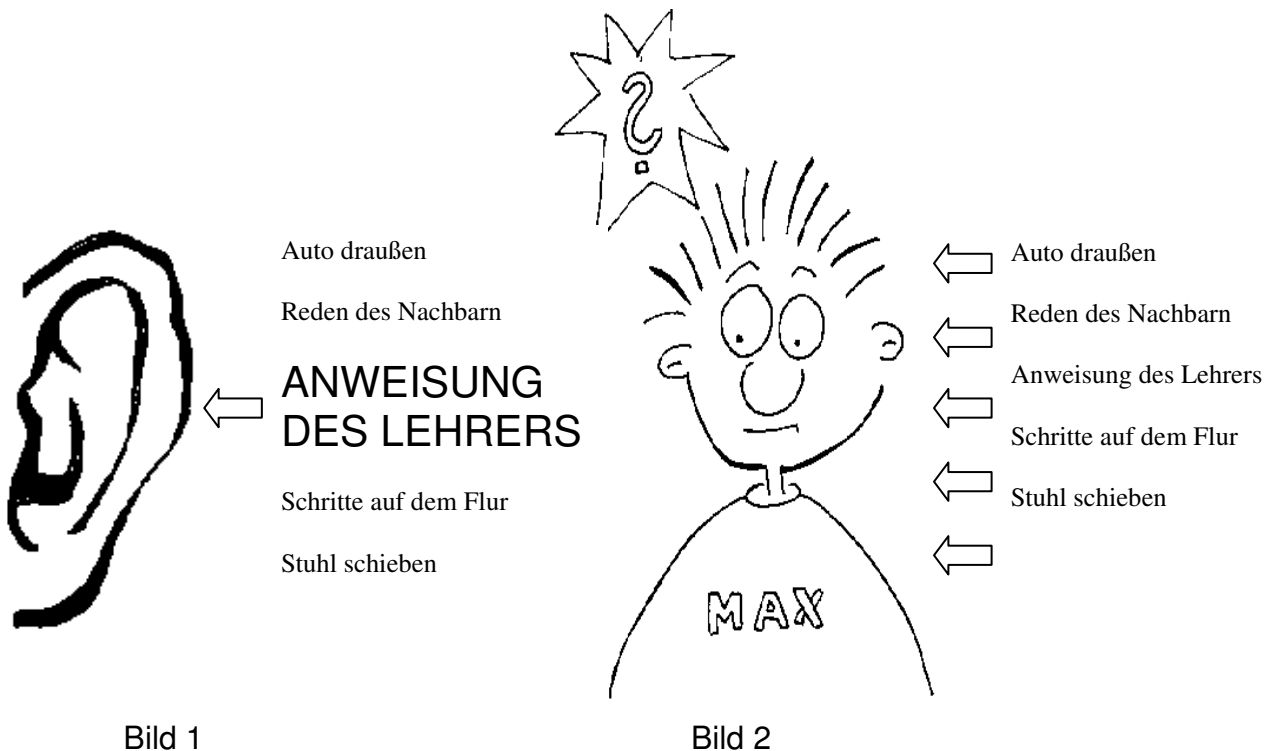 ?
Auto draußen
Reden des Nachbarn
ANWEISUNG
DES LEHRERS
Schritte auf dem Flur
Stuhl schieben
Auto draußen
Reden des Nachbarn
Anweisung des Lehrers
Schritte auf dem Flur
Stuhl schieben
MAX
Bild 1
Bild 2